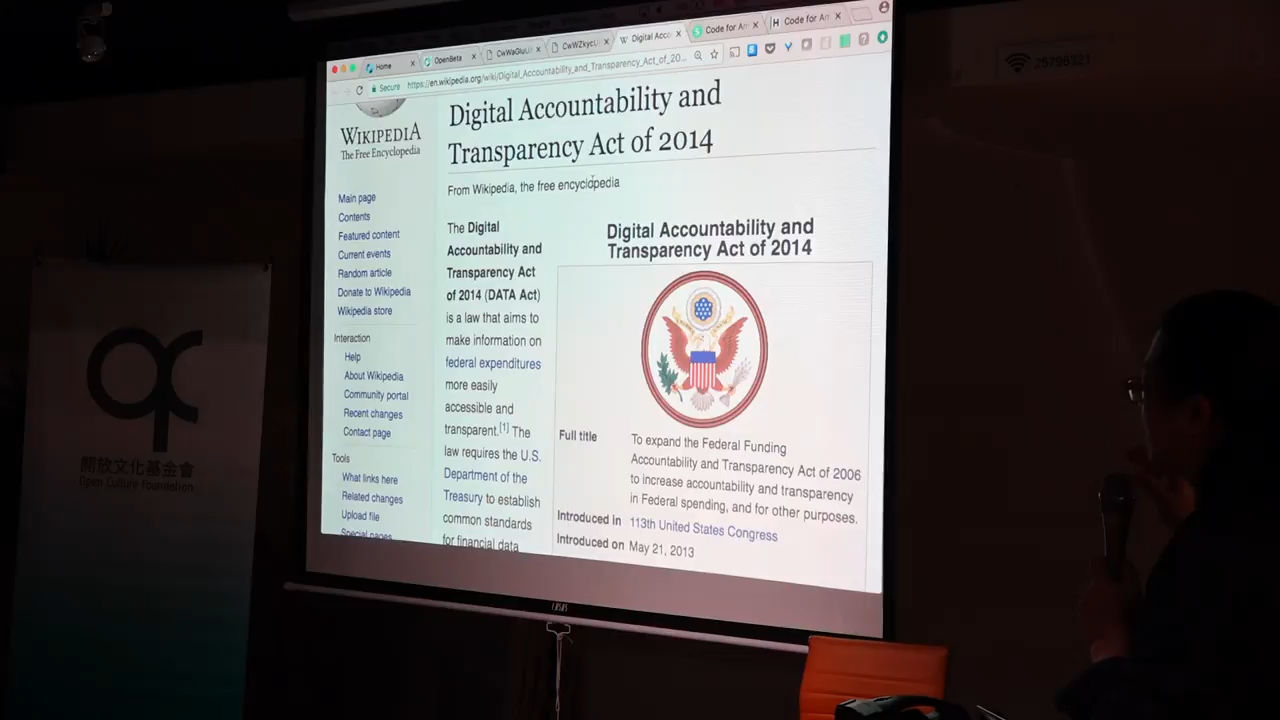 Home
OpenBeta
CwWaGluU
CwWZkycU
Digital Acco
Code for Am
Code for Am
Secure
https://en.wikipedia.org/wiki/Digital_Accountability_and_Transparency_Act_of_20...
WIKIPEDIA
The Free Encyclopedia
Main page
Contents
Featured content
Current events
Random article
Donate to Wikipedia
Wikipedia store
Interaction
Help
About Wikipedia
Community portal
Recent changes
Contact page
Tools
What links here
Related changes
Upload file
Special pages
Digital Accountability and
Transparency Act of 2014
From Wikipedia, the free encyclopedia
The Digital
Accountability and
Transparency Act
of 2014 (DATA Act)
is a law that aims to
make information on
federal expenditures
more easily
accessible and
transparent.[1] The
law requires the U.S.
Department of the
Treasury to establish
common standards
for financial data
Digital Accountability and
Transparency Act of 2014
Full title
To expand the Federal Funding
Accountability and Transparency Act of 2006
to increase accountability and transparency
in Federal spending, and for other purposes.
Introduced in 113th United States Congress
Introduced on May 21, 2013
開放文化基金會
Open Culture Foundation